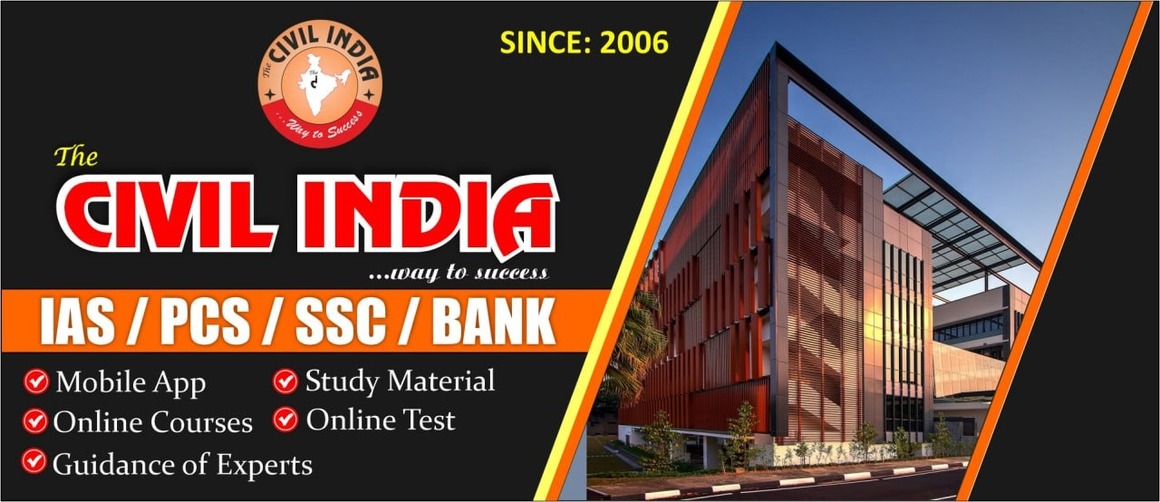 The CIVIL INDIA
The
...Way to Success
SINCE: 2006
The
CIVIL INDIA
...way to success
IAS / PCS / SSC / BANK
Mobile App
Study Material
Online Courses
Online Test
Guidance of Experts